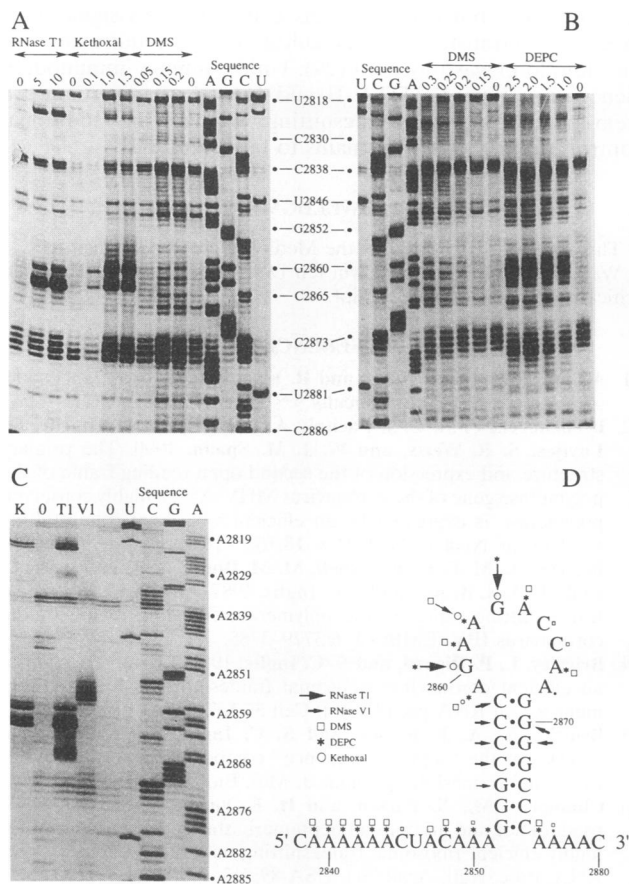 A
B
RNase T1 Kethoxal DMS
0 5 10 0 0.1 1.0 1.5 0.05 0.15 0.2 0
Sequence
A G C U
Sequence
U C G A
DMS DEPC
0.3 0.25 0.2 0.15 0 2.5 2.0 1.5 1.0 0
U2818
C2830
C2838
U2846
G2852
G2860
C2865
C2873
U2881
C2886
C
D
Sequence
K 0 T1 V1 0 U C G A
A2819
A2829
A2839
A2851
A2859
A2868
A2876
A2882
A2885
RNase T1
RNase V1
DMS
DEPC
Kethoxal
G A
A C
A C
G A
2860 A A
C•G
C•G 2870
C•G
C•G
G•C
G•C
G•C
5' CAAAAAACUACAAA AAAAC 3'
2840 2850 2880